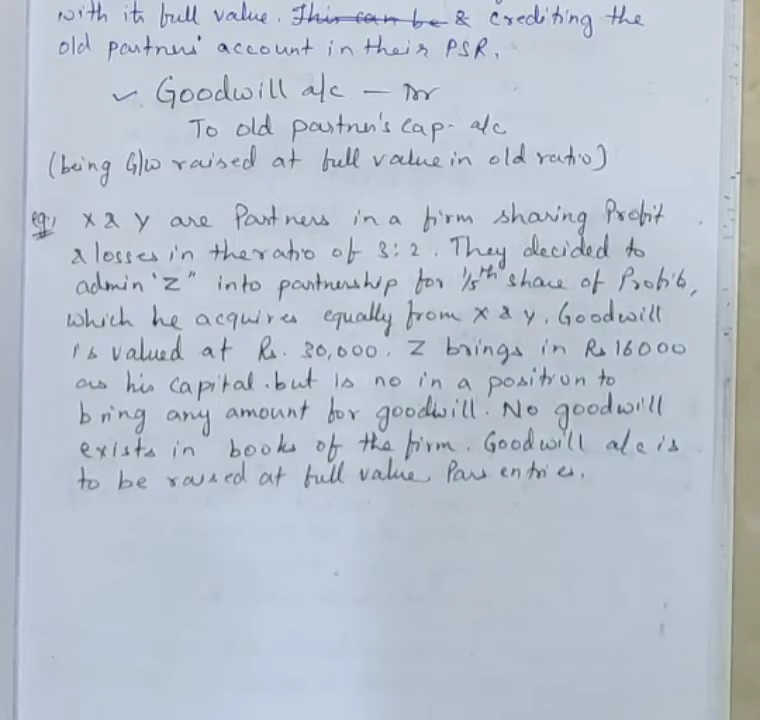 with its full value. This can be & crediting the
old partners' account in their PSR.
✓ Goodwill a/c — Dr
To old partner's Cap- a/c
(being G/w raised at full value in old ratio)
eg:, X & Y are Partners in a firm sharing Profit
& losses in the ratio of 3:2. They decided to
admin 'Z" into partnership for 1/5th share of Profits,
which he acquires equally from X & Y. Goodwill
is valued at Rs. 30,000. Z brings in Rs 16000
as his Capital. but is no in a position to
bring any amount for goodwill. No goodwill
exists in books of the firm. Goodwill a/c is
to be raised at full value. Pass entries.